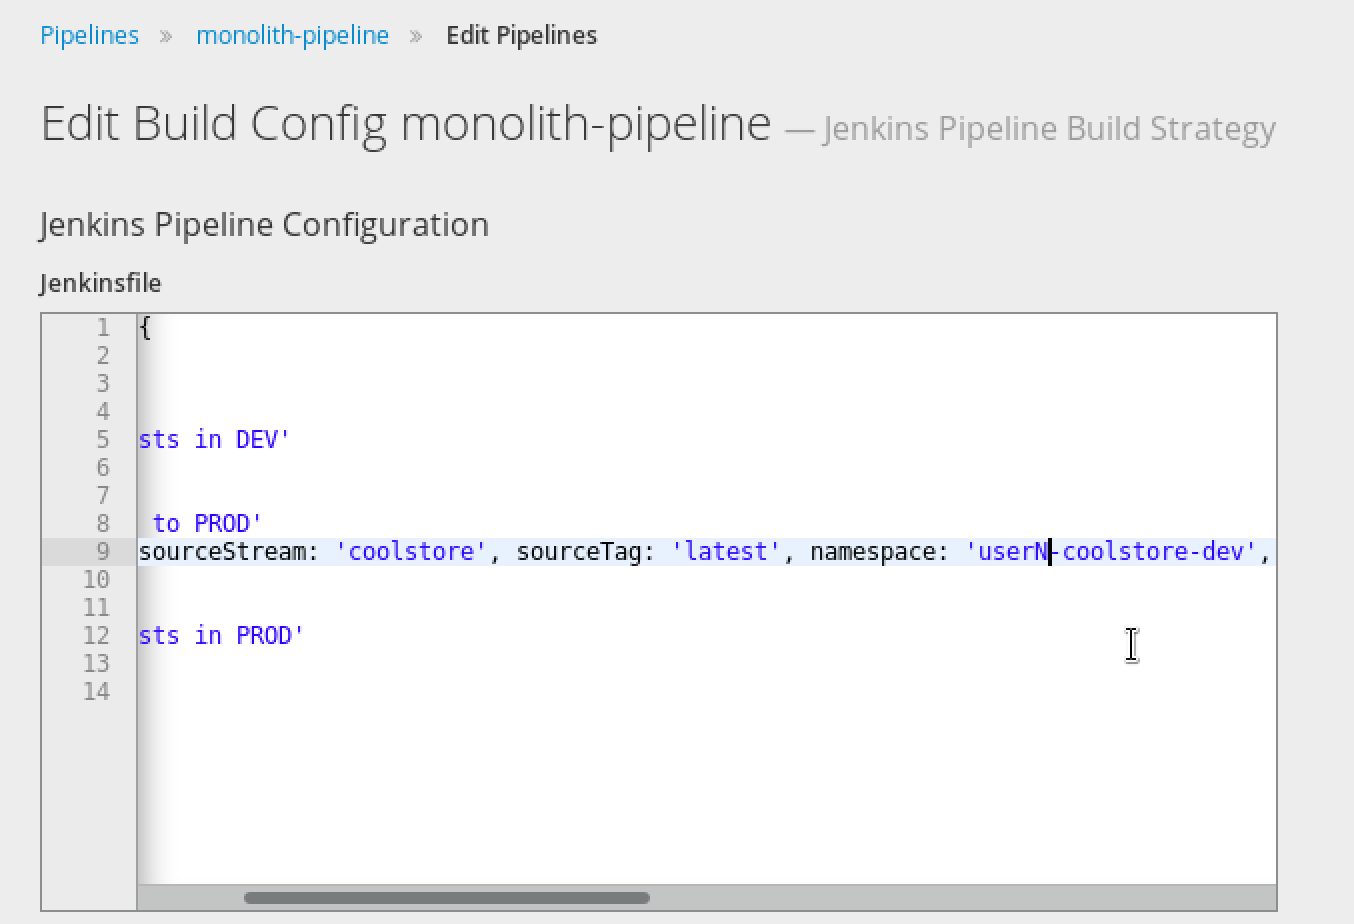 Pipelines » monolith-pipeline » Edit Pipelines
Edit Build Config monolith-pipeline — Jenkins Pipeline Build Strategy
Jenkins Pipeline Configuration
Jenkinsfile
1 {
2
3
4
5 sts in DEV'
6
7
8 to PROD'
9 sourceStream: 'coolstore', sourceTag: 'latest', namespace: 'userN-coolstore-dev',
10
11
12 sts in PROD'
13
14